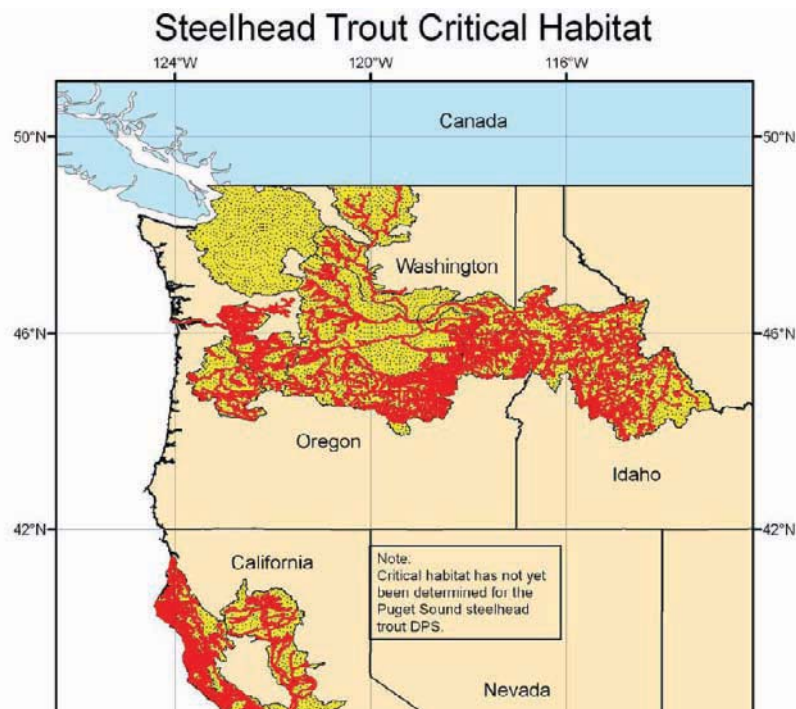 Steelhead Trout Critical Habitat
124°W 120°W 116°W
50°N 50°N
Canada
Washington
46°N 46°N
Oregon
Idaho
42°N 42°N
California
Note:
Critical habitat has not yet
been determined for the
Puget Sound steelhead
trout DPS.
Nevada